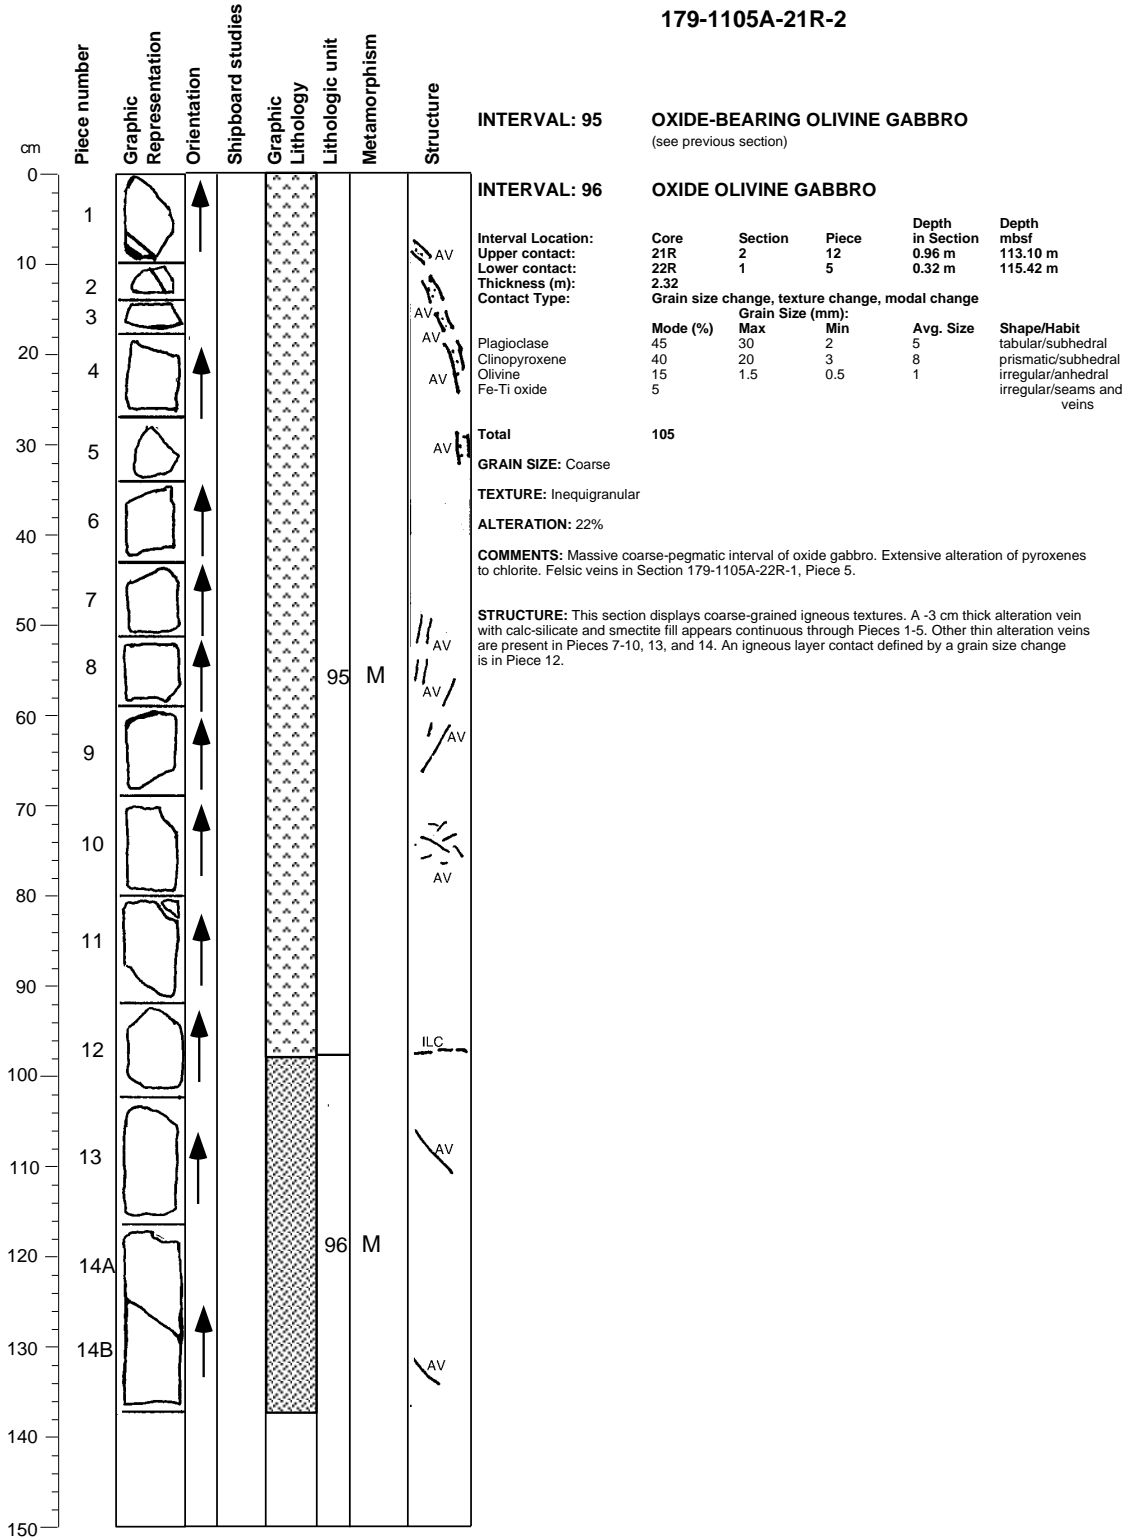 179-1105A-21R-2
cm
Piece number
Graphic
Representation
Orientation
Shipboard studies
Graphic
Lithology
Lithologic unit
Metamorphism
Structure
0
10
20
30
40
50
60
70
80
90
100
110
120
130
140
150
1
2
3
4
5
6
7
8
9
10
11
12
13
14A
14B
95
M
96
M
AV
AV
AV
AV
AV
AV
AV
AV
AV
ILC
AV
AV
INTERVAL: 95 OXIDE-BEARING OLIVINE GABBRO
(see previous section)
INTERVAL: 96 OXIDE OLIVINE GABBRO
Depth Depth
Interval Location: Core Section Piece in Section mbsf
Upper contact: 21R 2 12 0.96 m 113.10 m
Lower contact: 22R 1 5 0.32 m 115.42 m
Thickness (m): 2.32
Contact Type: Grain size change, texture change, modal change
Grain Size (mm):
Mode (%) Max Min Avg. Size Shape/Habit
Plagioclase 45 30 2 5 tabular/subhedral
Clinopyroxene 40 20 3 8 prismatic/subhedral
Olivine 15 1.5 0.5 1 irregular/anhedral
Fe-Ti oxide 5 irregular/seams and
veins
Total 105
GRAIN SIZE: Coarse
TEXTURE: Inequigranular
ALTERATION: 22%
COMMENTS: Massive coarse-pegmatic interval of oxide gabbro. Extensive alteration of pyroxenes
to chlorite. Felsic veins in Section 179-1105A-22R-1, Piece 5.
STRUCTURE: This section displays coarse-grained igneous textures. A -3 cm thick alteration vein
with calc-silicate and smectite fill appears continuous through Pieces 1-5. Other thin alteration veins
are present in Pieces 7-10, 13, and 14. An igneous layer contact defined by a grain size change
is in Piece 12.